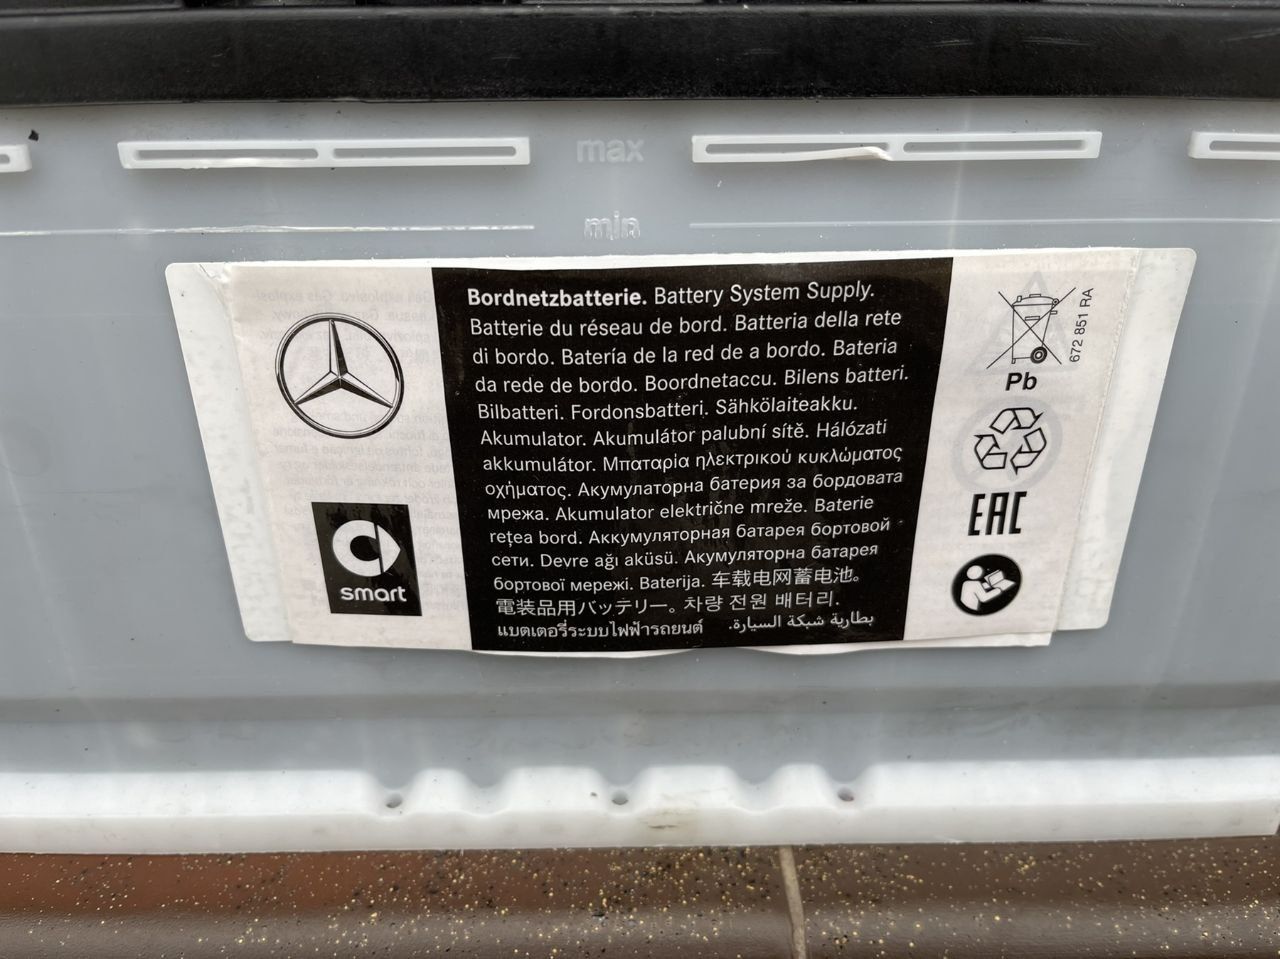 max
min
Bordnetzbatterie. Battery System Supply.
Batterie du réseau de bord. Batteria della rete
di bordo. Batería de la red de a bordo. Bateria
da rede de bordo. Boordnetaccu. Bilens batteri.
Bilbatteri. Fordonsbatteri. Sähkölaiteakku.
Akumulator. Akumulátor palubní sítě. Hálózati
akkumulátor. Μπαταρία ηλεκτρικού κυκλώματος
οχήματος. Акумулаторна батерия за бордовата
мрежа. Akumulator električne mreže. Baterie
rețea bord. Аккумуляторная батарея бортовой
сети. Devre ağı aküsü. Акумуляторна батарея
бортової мережі. Baterija. 车载电网蓄电池。
電装品用バッテリー。차량 전원 배터리.
แบตเตอรี่ระบบไฟฟ้ารถยนต์ بطارية شبكة السيارة.
smart
672 851 RA
Pb
EAC